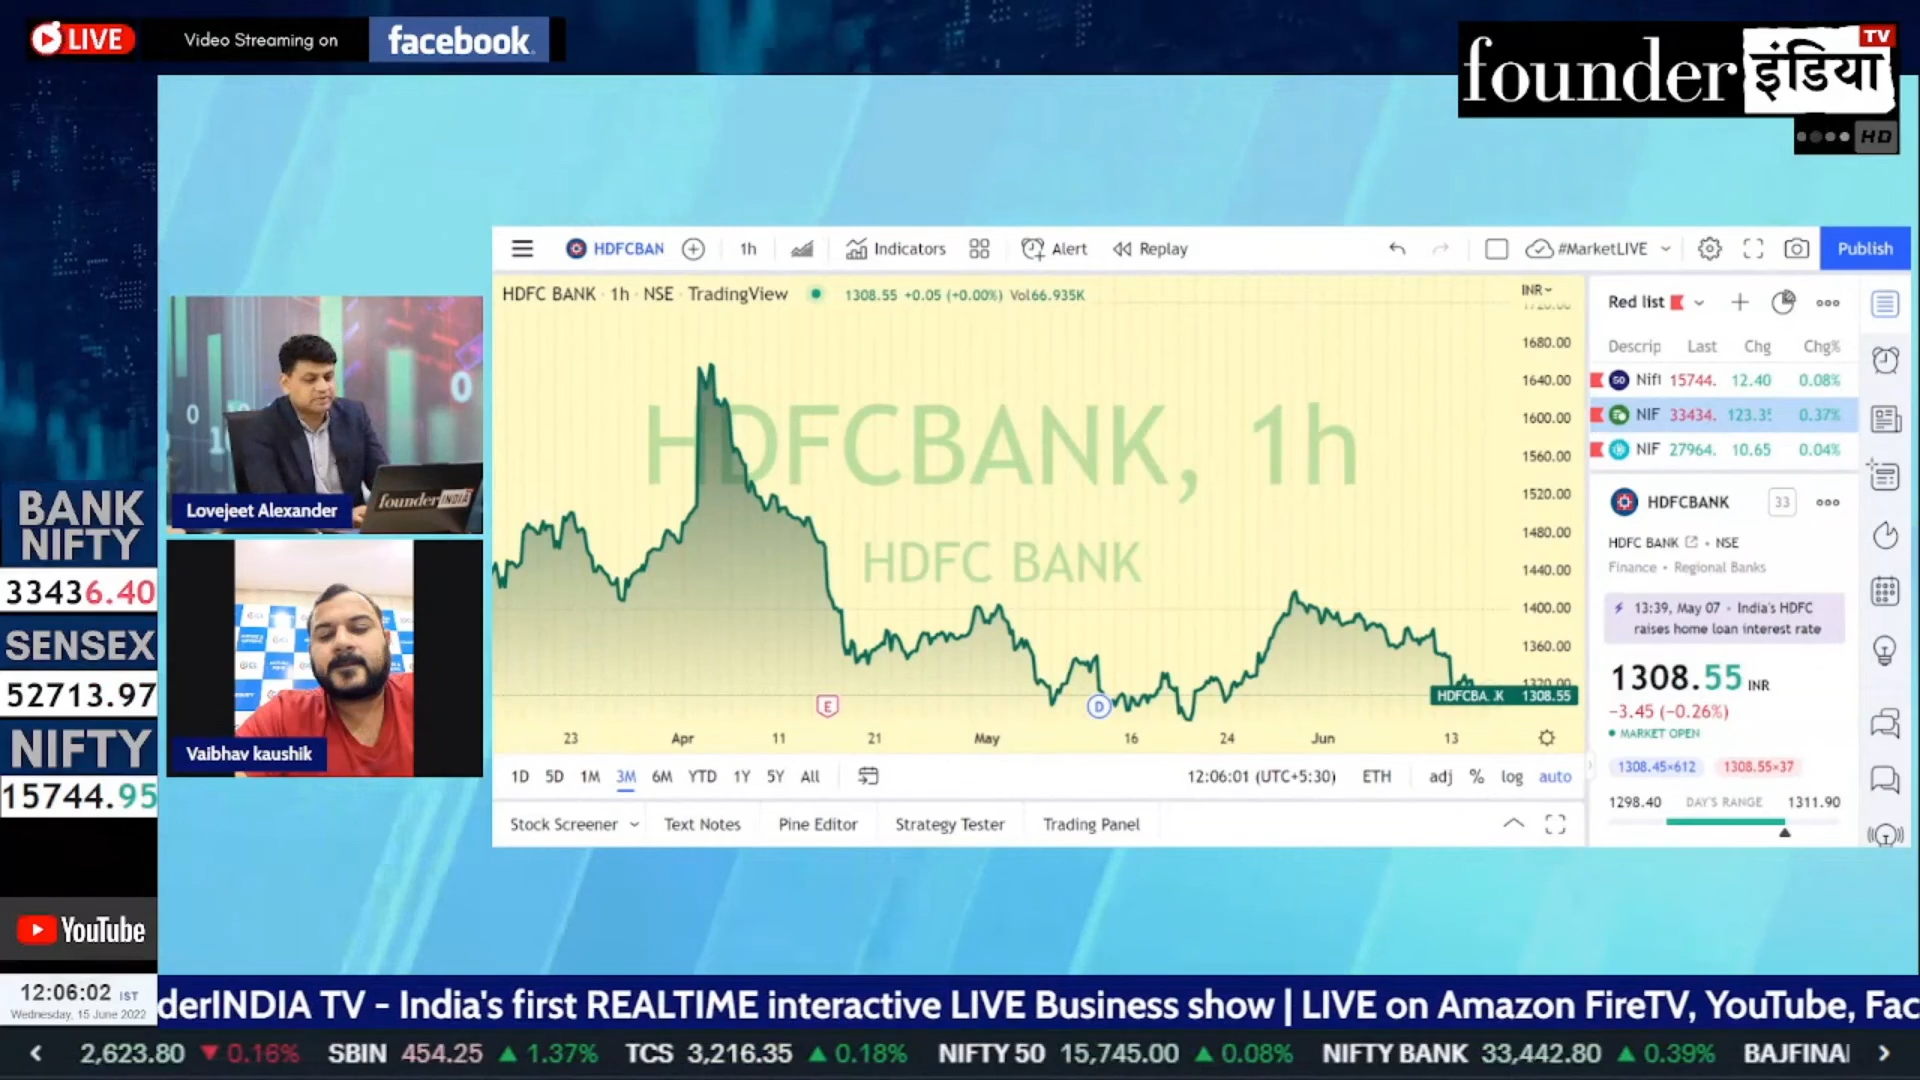 LIVE
Video Streaming on
facebook
founder इंडिया TV
HD
HDFCBAN
1h
Indicators
Alert
Replay
#MarketLIVE
Publish
HDFC BANK · 1h · NSE · TradingView
1308.55 +0.05 (+0.00%) Vol66.935K
INR
1680.00
1640.00
1600.00
1560.00
1520.00
1480.00
1440.00
1400.00
1360.00
1320.00
HDFCBANK, 1h
HDFC BANK
HDFCBA. .K 1308.55
E
D
23 Apr 11 21 May 16 24 Jun 13
1D 5D 1M 3M 6M YTD 1Y 5Y All
12:06:01 (UTC+5:30) ETH adj % log auto
Stock Screener Text Notes Pine Editor Strategy Tester Trading Panel
Red list
Descrip Last Chg Chg%
50 Nift 15744. 12.40 0.08%
NIF 33434. 123.35 0.37%
NIF 27964. 10.65 0.04%
HDFCBANK 33
HDFC BANK • NSE
Finance • Regional Banks
13:39, May 07 - India's HDFC
raises home loan interest rate
1308.55 INR
−3.45 (−0.26%)
MARKET OPEN
1308.45×612 1308.55×37
1298.40 DAY'S RANGE 1311.90
0
0
founder INDIA
Lovejeet Alexander
Vaibhav kaushik
BANK
NIFTY
33436.40
SENSEX
52713.97
NIFTY
15744.95
YouTube
12:06:02 IST
Wednesday, 15 June 2022
derINDIA TV - India's first REALTIME interactive LIVE Business show | LIVE on Amazon FireTV, YouTube, Fac
2,623.80 ▼ 0.16% SBIN 454.25 ▲ 1.37% TCS 3,216.35 ▲ 0.18% NIFTY 50 15,745.00 ▲ 0.08% NIFTY BANK 33,442.80 ▲ 0.39% BAJFINA